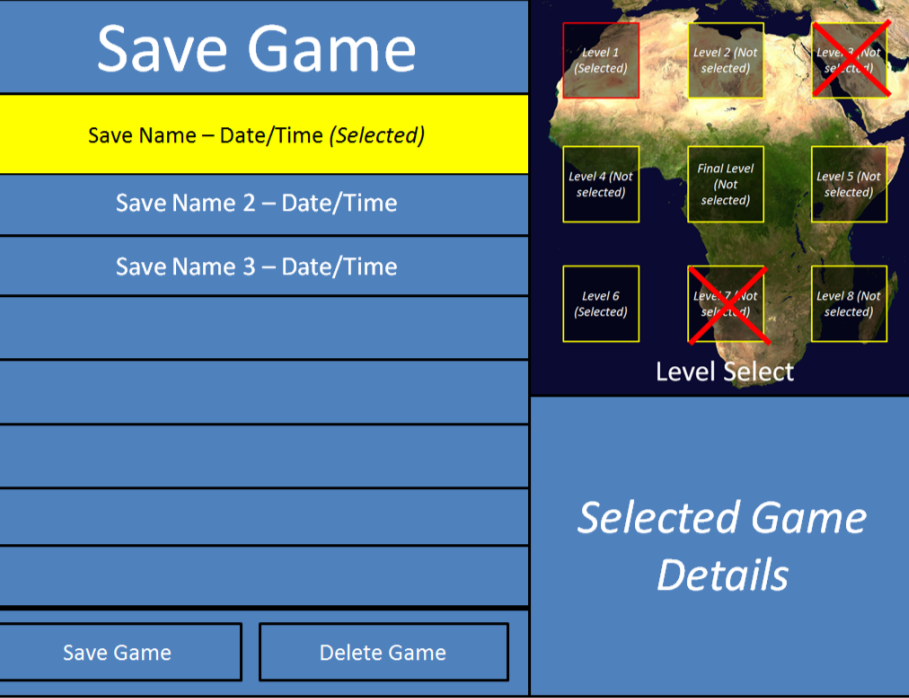 Save Game
Save Name – Date/Time (Selected)
Save Name 2 – Date/Time
Save Name 3 – Date/Time
Save Game
Delete Game
Level 1
(Selected)
Level 2 (Not
selected)
Level 3 (Not
selected)
Level 4 (Not
selected)
Final Level
(Not
selected)
Level 5 (Not
selected)
Level 6
(Selected)
Level 7 (Not
selected)
Level 8 (Not
selected)
Level Select
Selected Game
Details